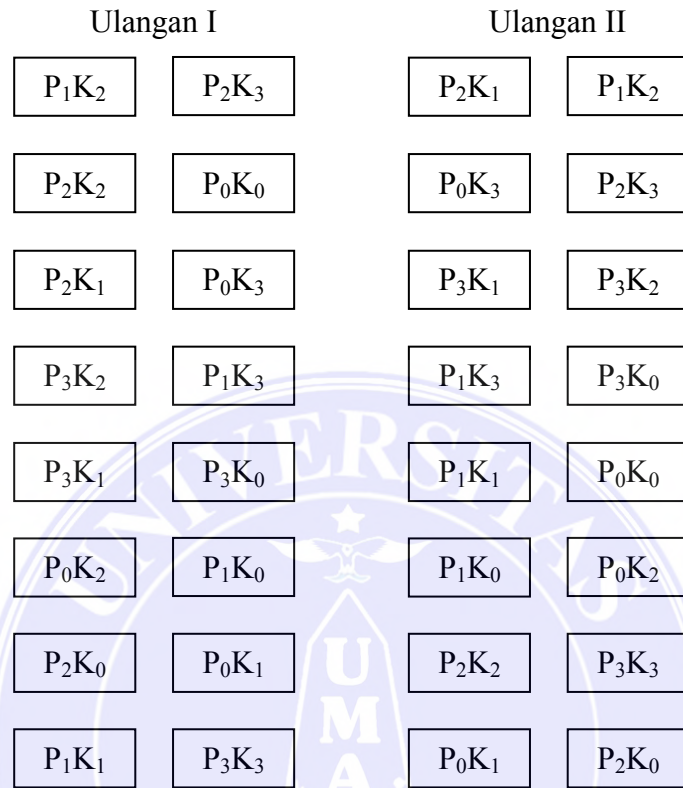 Ulangan I Ulangan II
P₁K₂ P₂K₃ P₂K₁ P₁K₂
P₂K₂ P₀K₀ P₀K₃ P₂K₃
P₂K₁ P₀K₃ P₃K₁ P₃K₂
P₃K₂ P₁K₃ P₁K₃ P₃K₀
P₃K₁ P₃K₀ P₁K₁ P₀K₀
P₀K₂ P₁K₀ P₁K₀ P₀K₂
P₂K₀ P₀K₁ P₂K₂ P₃K₃
P₁K₁ P₃K₃ P₀K₁ P₂K₀
UNIVERSITAS
U
M
A